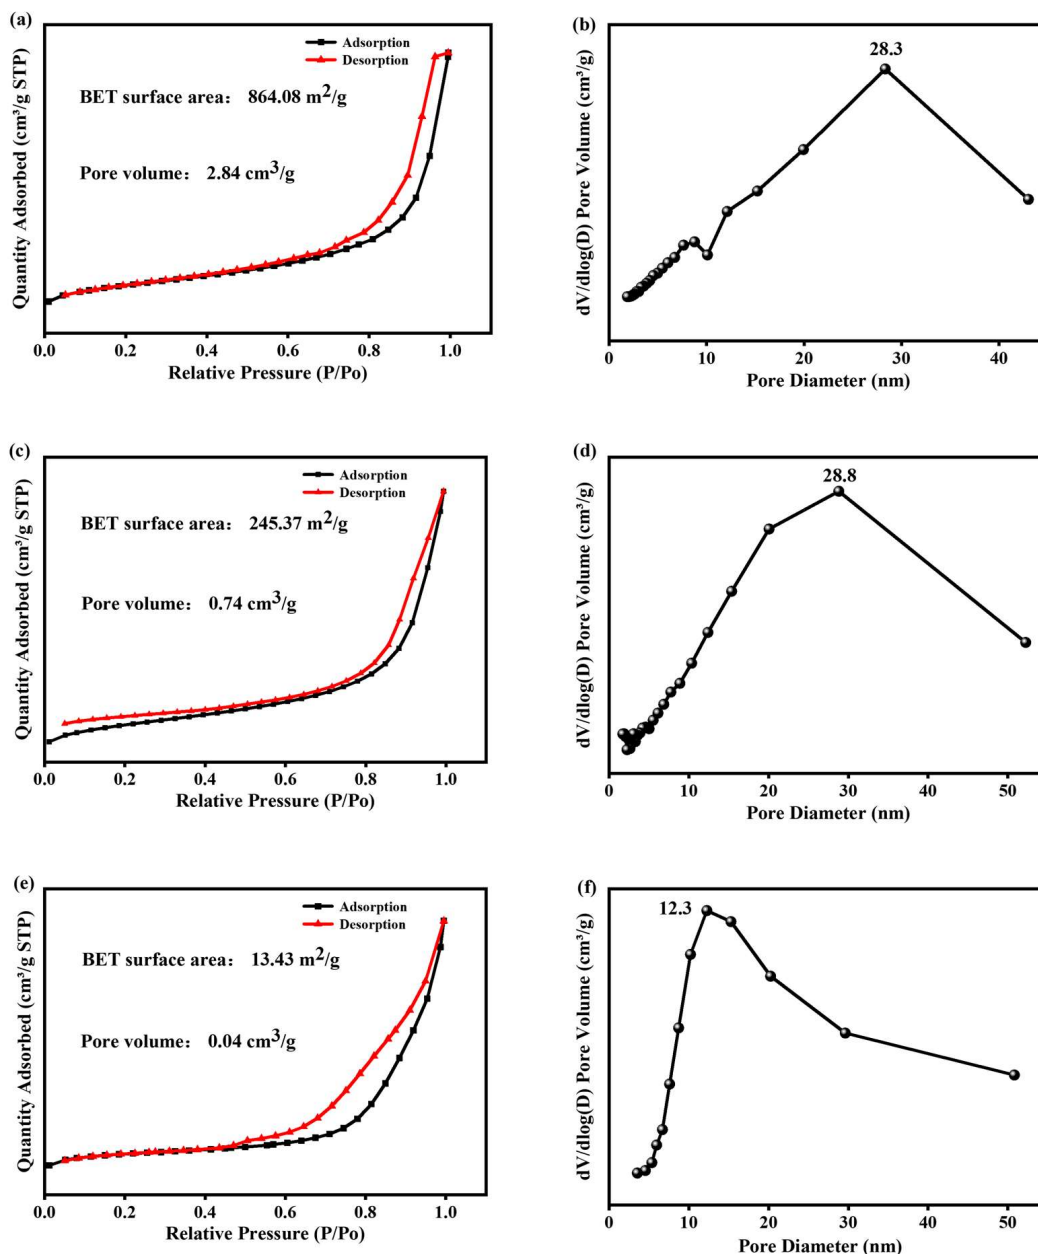 (a)
Adsorption
Desorption
BET surface area: 864.08 m²/g
Pore volume: 2.84 cm³/g
Quantity Adsorbed (cm³/g STP)
0.0 0.2 0.4 0.6 0.8 1.0
Relative Pressure (P/Po)
(b)
28.3
dV/dlog(D) Pore Volume (cm³/g)
0 10 20 30 40
Pore Diameter (nm)
(c)
Adsorption
Desorption
BET surface area: 245.37 m²/g
Pore volume: 0.74 cm³/g
Quantity Adsorbed (cm³/g STP)
0.0 0.2 0.4 0.6 0.8 1.0
Relative Pressure (P/Po)
(d)
28.8
dV/dlog(D) Pore Volume (cm³/g)
0 10 20 30 40 50
Pore Diameter (nm)
(e)
Adsorption
Desorption
BET surface area: 13.43 m²/g
Pore volume: 0.04 cm³/g
Quantity Adsorbed (cm³/g STP)
0.0 0.2 0.4 0.6 0.8 1.0
Relative Pressure (P/Po)
(f)
12.3
dV/dlog(D) Pore Volume (cm³/g)
0 10 20 30 40 50
Pore Diameter (nm)